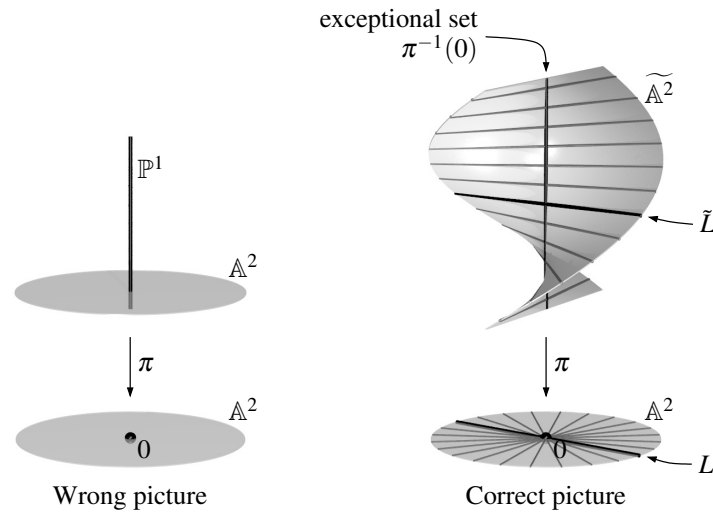 exceptional set
π⁻¹(0)
𝔸̃²
ℙ¹
L̃
𝔸²
π
π
𝔸²
𝔸²
0
0
L
Wrong picture
Correct picture